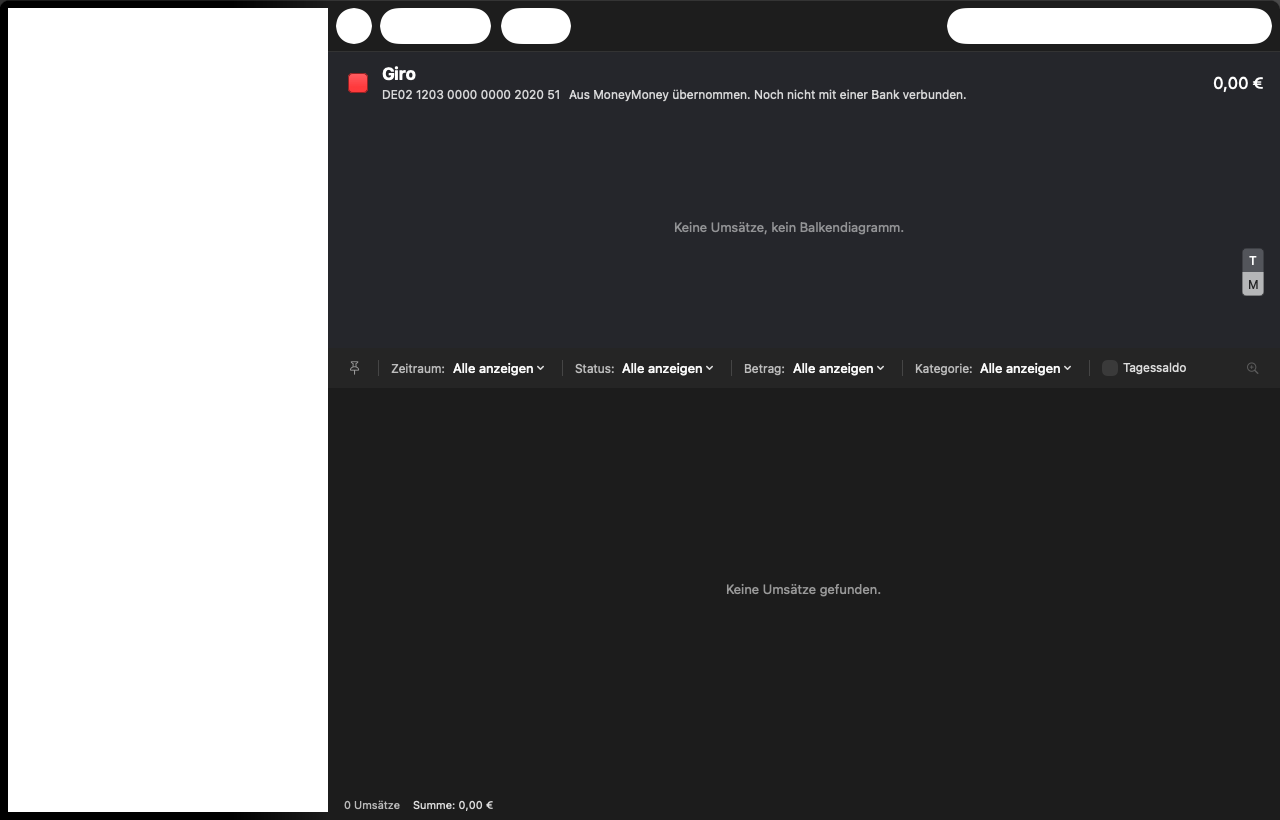 Giro
DE02 1203 0000 0000 2020 51 Aus MoneyMoney übernommen. Noch nicht mit einer Bank verbunden.
0,00 €
Keine Umsätze, kein Balkendiagramm.
T
M
Zeitraum: Alle anzeigen Status: Alle anzeigen Betrag: Alle anzeigen Kategorie: Alle anzeigen Tagessaldo
Keine Umsätze gefunden.
0 Umsätze Summe: 0,00 €